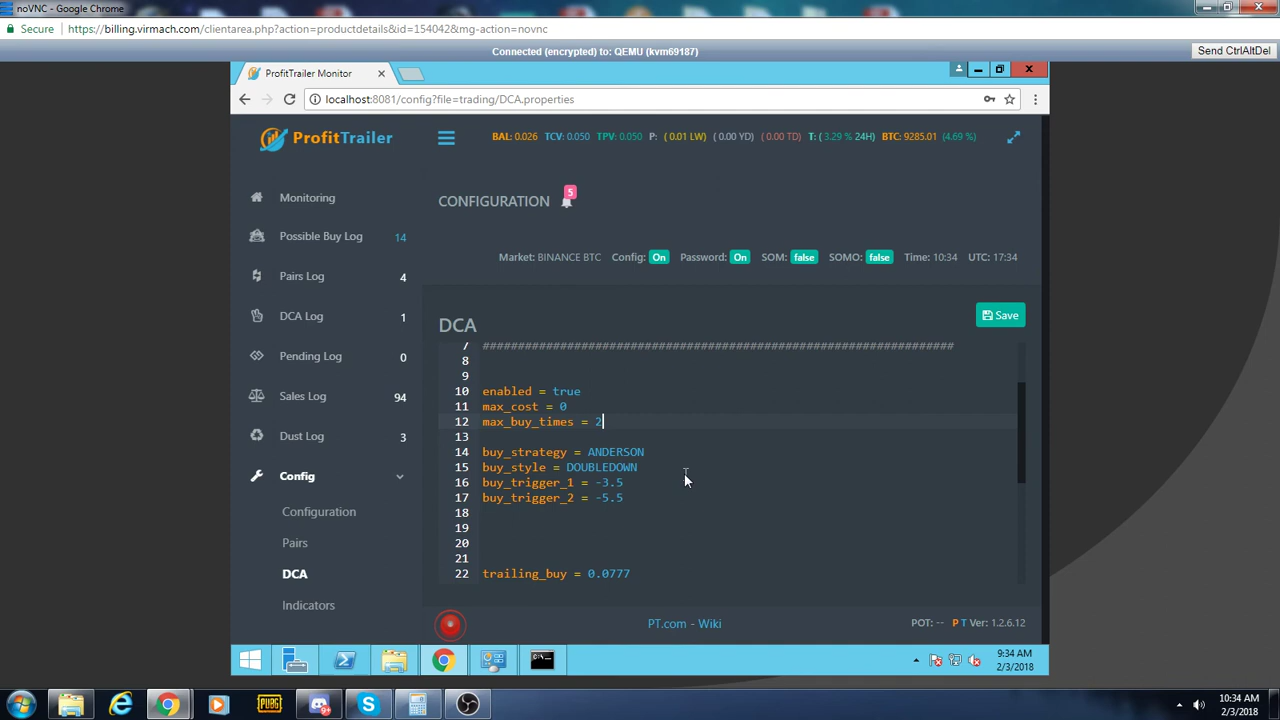 noVNC - Google Chrome
Secure https://billing.virmach.com/clientarea.php?action=productdetails&id=154042&mg-action=novnc
Connected (encrypted) to: QEMU (kvm69187)
Send CtrlAltDel
ProfitTrailer Monitor
localhost:8081/config?file=trading/DCA.properties
ProfitTrailer
BAL: 0.026 TCV: 0.050 TPV: 0.050 P: ( 0.01 LW) ( 0.00 YD) ( 0.00 TD) T: ( 3.29 % 24H) BTC: 9285.01 (4.69 %)
Monitoring
Possible Buy Log 14
Pairs Log 4
DCA Log 1
Pending Log 0
Sales Log 94
Dust Log 3
Config
Configuration
Pairs
DCA
Indicators
CONFIGURATION 5
Market: BINANCE BTC Config: On Password: On SOM: false SOMO: false Time: 10:34 UTC: 17:34
DCA
Save
7 ###################################################################
8
9
10 enabled = true
11 max_cost = 0
12 max_buy_times = 2
13
14 buy_strategy = ANDERSON
15 buy_style = DOUBLEDOWN
16 buy_trigger_1 = -3.5
17 buy_trigger_2 = -5.5
18
19
20
21
22 trailing_buy = 0.0777
PT.com - Wiki
POT: -- P T Ver: 1.2.6.12
9:34 AM
2/3/2018
PUBG
9+
10:34 AM
2/3/2018